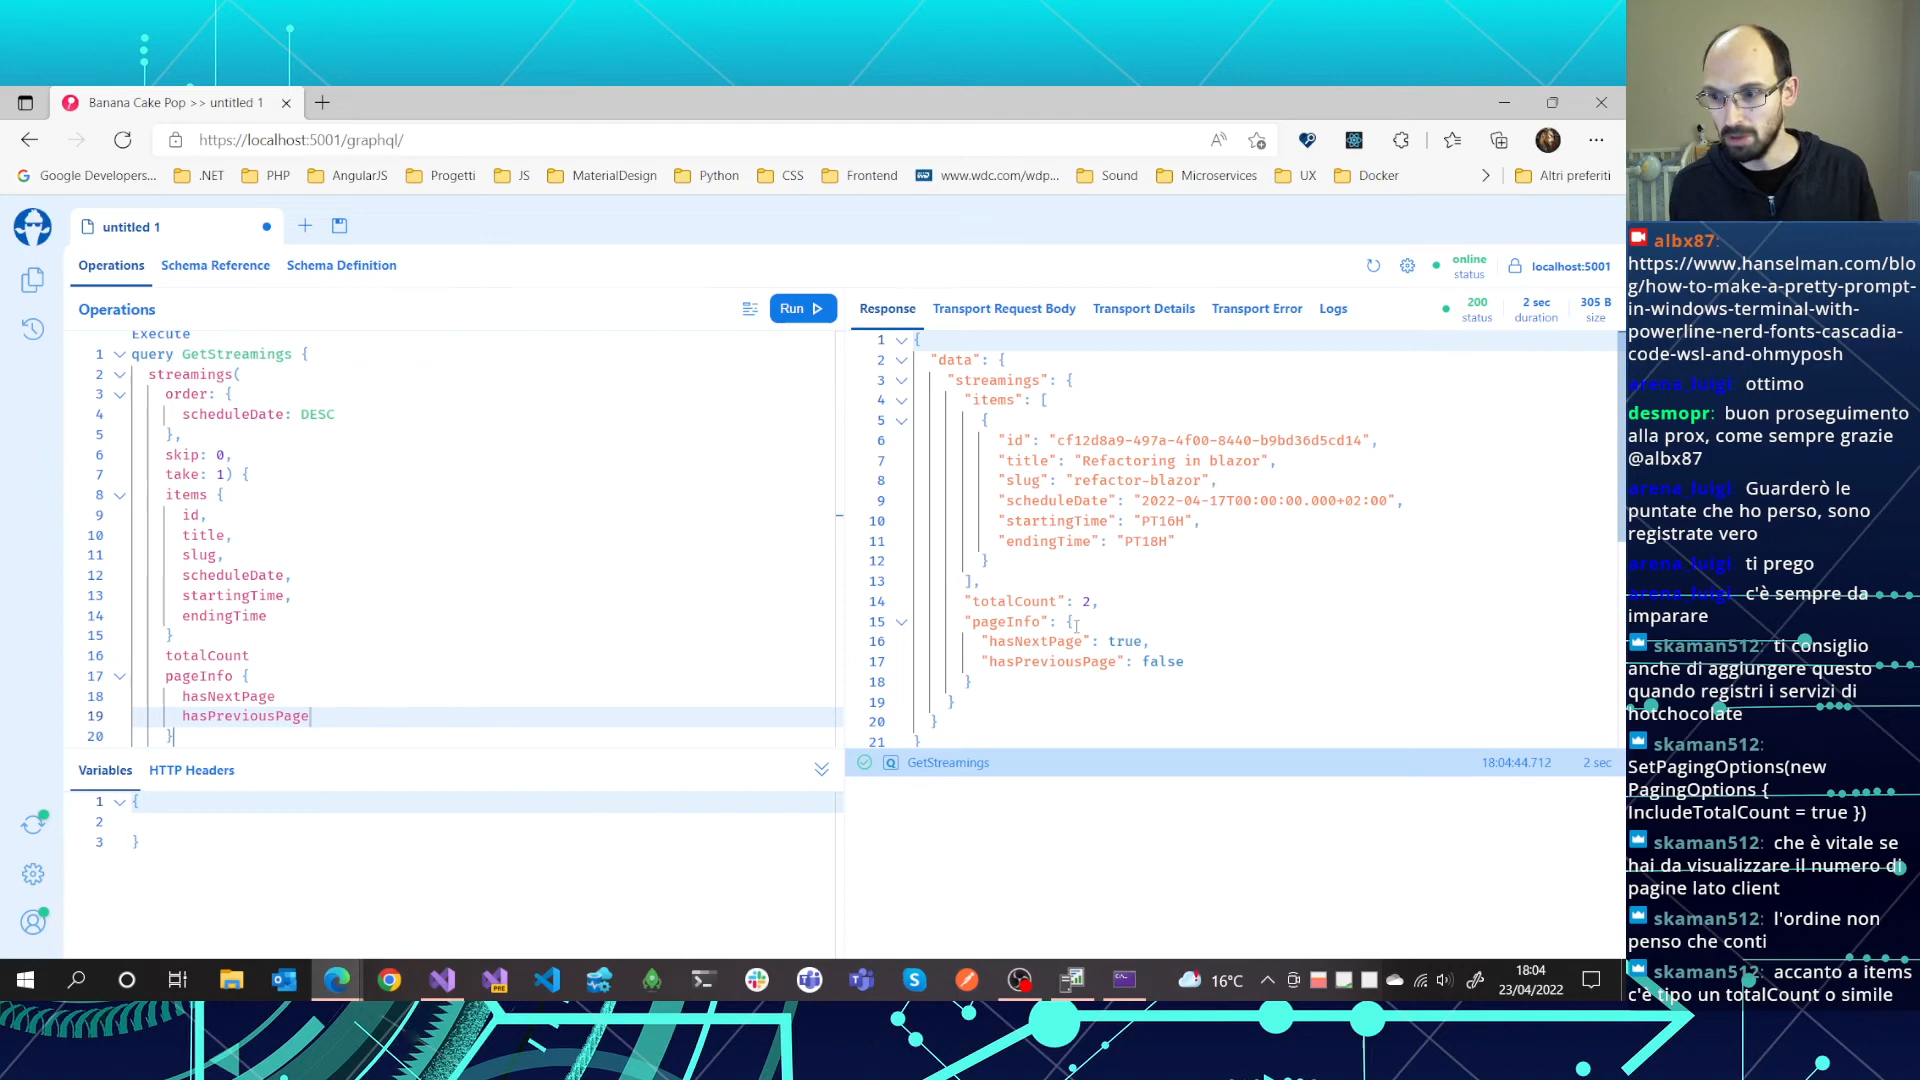 Banana Cake Pop >> untitled 1
https://localhost:5001/graphql/
Google Developers...
.NET
PHP
AngularJS
Progetti
JS
MaterialDesign
Python
CSS
Frontend
www.wdc.com/wdp...
Sound
Microservices
UX
Docker
Altri preferiti
untitled 1
Operations
Schema Reference
Schema Definition
online
status
localhost:5001
Operations
Run
Response
Transport Request Body
Transport Details
Transport Error
Logs
200
status
2 sec
duration
305 B
size
Execute
1 query GetStreamings {
2 streamings(
3 order: {
4 scheduleDate: DESC
5 },
6 skip: 0,
7 take: 1) {
8 items {
9 id,
10 title,
11 slug,
12 scheduleDate,
13 startingTime,
14 endingTime
15 }
16 totalCount
17 pageInfo {
18 hasNextPage
19 hasPreviousPage
20 }
1 {
2 "data": {
3 "streamings": {
4 "items": [
5 {
6 "id": "cf12d8a9-497a-4f00-8440-b9bd36d5cd14",
7 "title": "Refactoring in blazor",
8 "slug": "refactor-blazor",
9 "scheduleDate": "2022-04-17T00:00:00.000+02:00",
10 "startingTime": "PT16H",
11 "endingTime": "PT18H"
12 }
13 ],
14 "totalCount": 2,
15 "pageInfo": {
16 "hasNextPage": true,
17 "hasPreviousPage": false
18 }
19 }
20 }
21 }
Variables
HTTP Headers
1 {
2
3 }
Q GetStreamings
18:04:44.712
2 sec
albx87:
https://www.hanselman.com/blo
g/how-to-make-a-pretty-prompt-
in-windows-terminal-with-
powerline-nerd-fonts-cascadia-
code-wsl-and-ohmyposh
arena_luigi: ottimo
desmopr: buon proseguimento
alla prox, come sempre grazie
@albx87
arena_luigi: Guarderò le
puntate che ho perso, sono
registrate vero
arena_luigi: ti prego
arena_luigi: c'è sempre da
imparare
skaman512: ti consiglio
anche di aggiungere questo
quando registri i servizi di
hotchocolate
skaman512:
SetPagingOptions(new
PagingOptions {
IncludeTotalCount = true })
skaman512: che è vitale se
hai da visualizzare il numero di
pagine lato client
skaman512: l'ordine non
penso che conti
skaman512: accanto a items
c'è tipo un totalCount o simile
PRE
16°C
18:04
23/04/2022